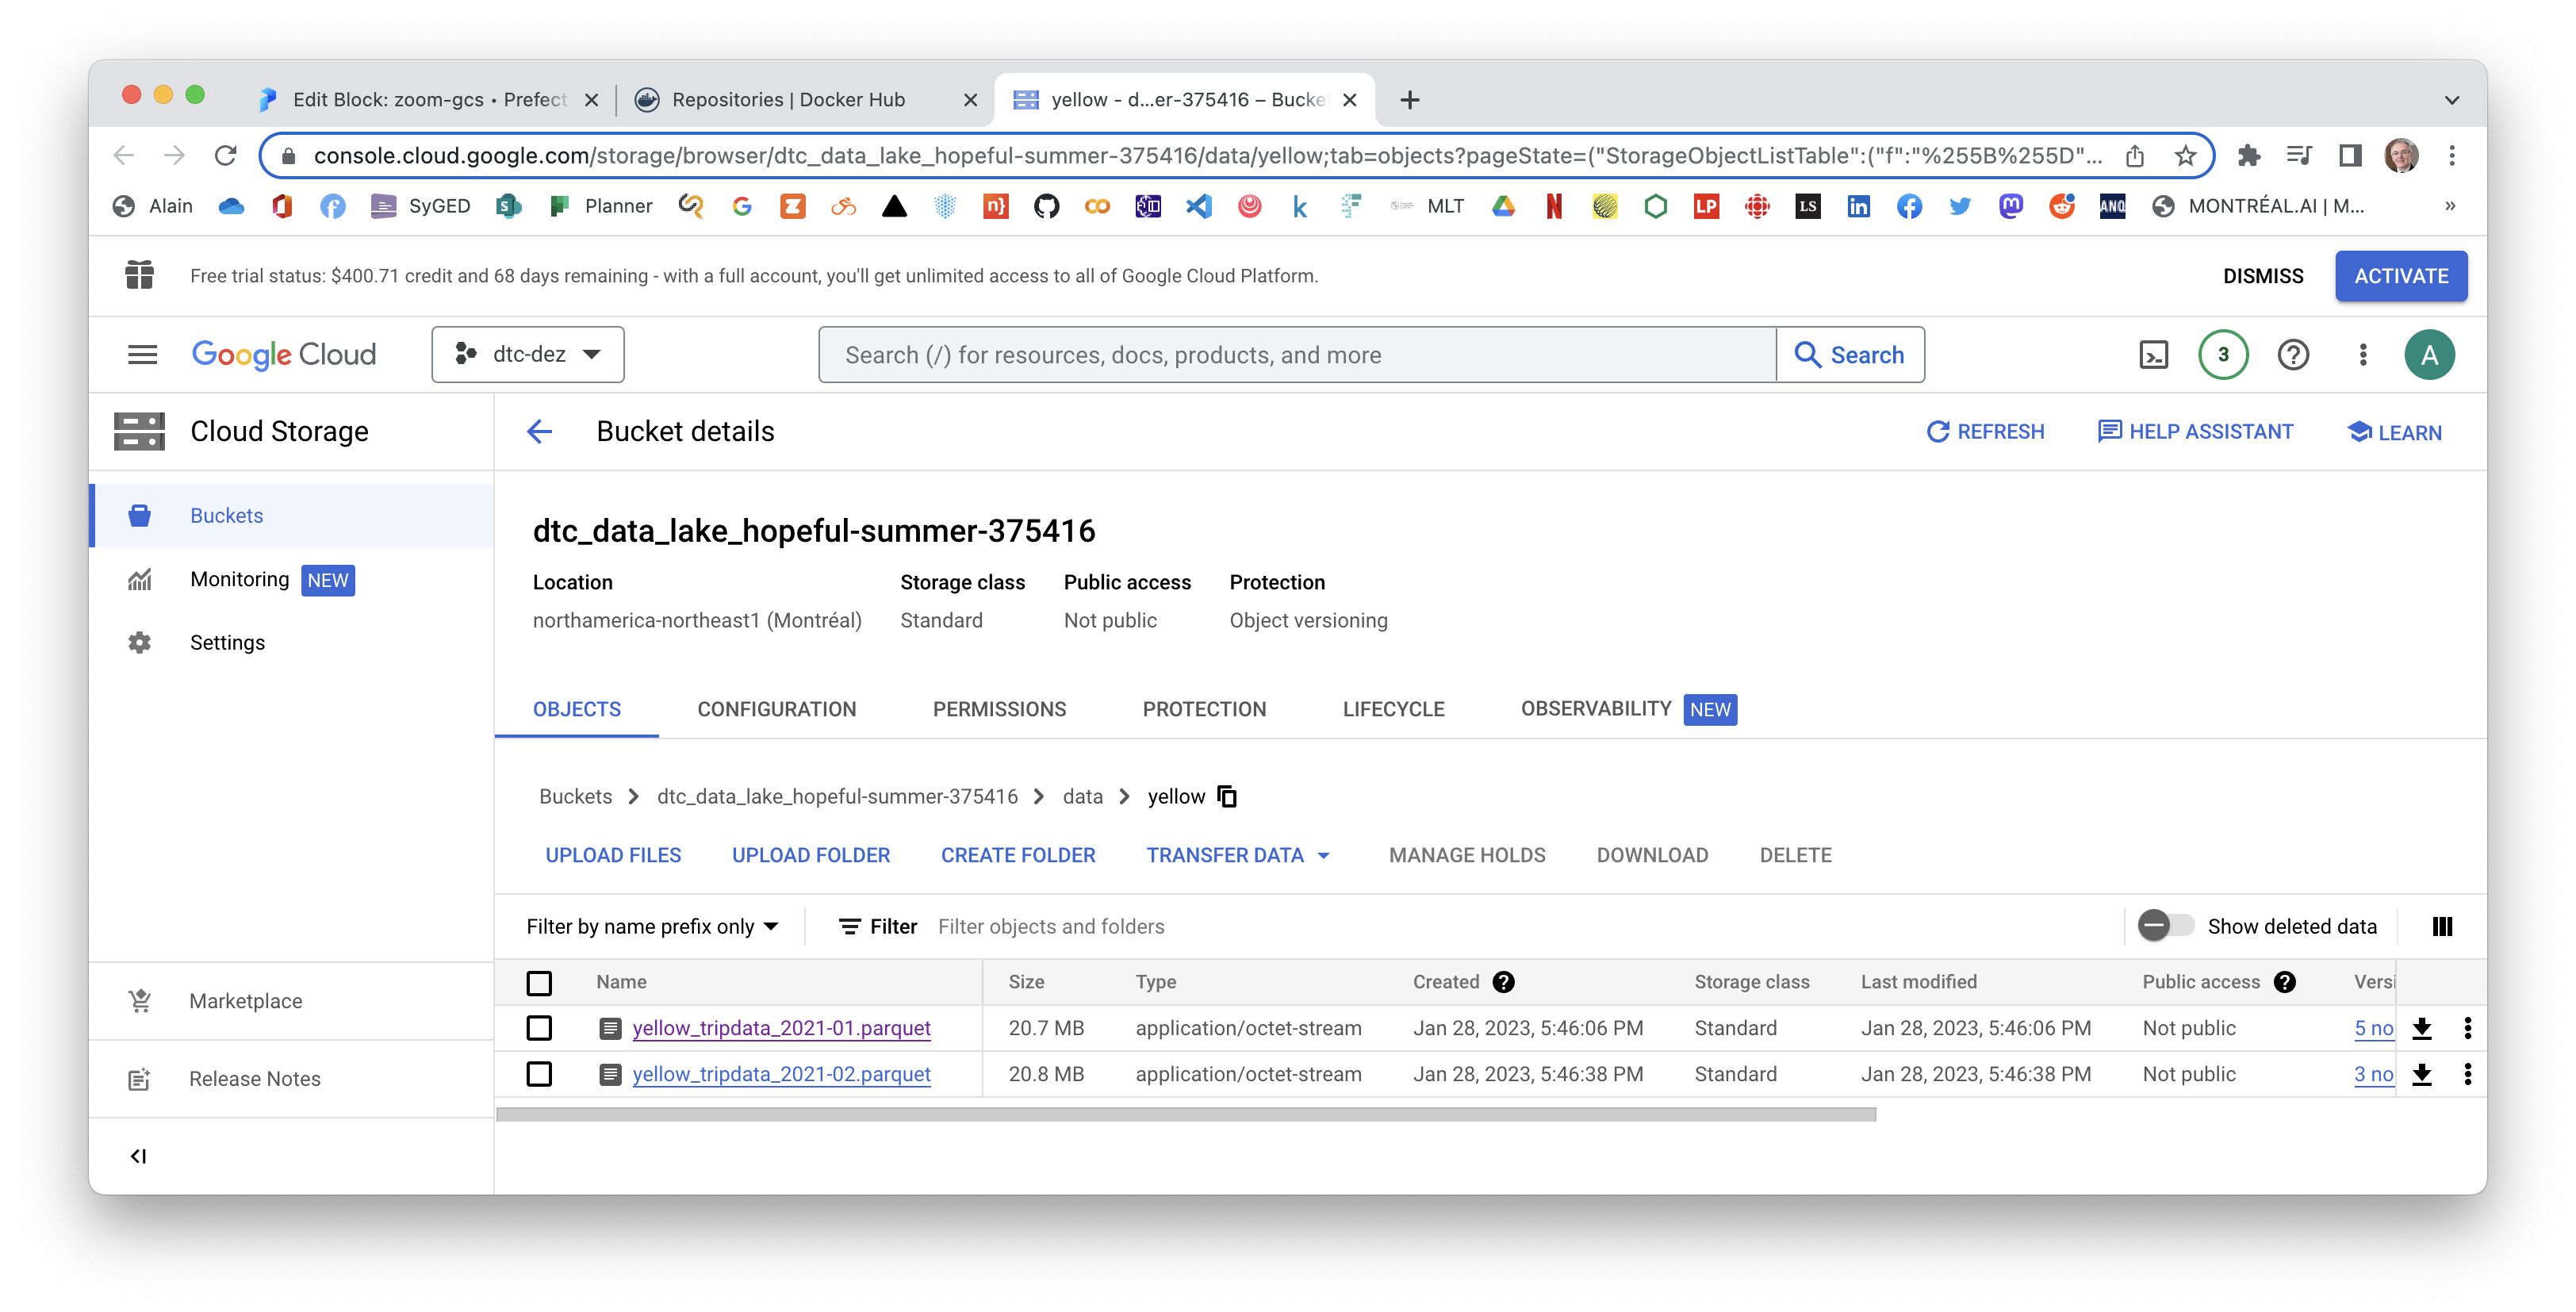 Edit Block: zoom-gcs • Prefect
Repositories | Docker Hub
yellow - d...er-375416 – Bucke
console.cloud.google.com/storage/browser/dtc_data_lake_hopeful-summer-375416/data/yellow;tab=objects?pageState=("StorageObjectListTable":("f":"%255B%255D"...
Alain
SyGED
Planner
MLT
LP
LS
ANQ
MONTRÉAL.AI | M...
»
Free trial status: $400.71 credit and 68 days remaining - with a full account, you'll get unlimited access to all of Google Cloud Platform.
DISMISS
ACTIVATE
Google Cloud
dtc-dez
Search (/) for resources, docs, products, and more
Search
3
A
Cloud Storage
Bucket details
REFRESH
HELP ASSISTANT
LEARN
Buckets
Monitoring NEW
Settings
Marketplace
Release Notes
dtc_data_lake_hopeful-summer-375416
Location Storage class Public access Protection
northamerica-northeast1 (Montréal) Standard Not public Object versioning
OBJECTS CONFIGURATION PERMISSIONS PROTECTION LIFECYCLE OBSERVABILITY NEW
Buckets > dtc_data_lake_hopeful-summer-375416 > data > yellow
UPLOAD FILES UPLOAD FOLDER CREATE FOLDER TRANSFER DATA MANAGE HOLDS DOWNLOAD DELETE
Filter by name prefix only Filter Filter objects and folders Show deleted data
Name Size Type Created Storage class Last modified Public access Versi
yellow_tripdata_2021-01.parquet 20.7 MB application/octet-stream Jan 28, 2023, 5:46:06 PM Standard Jan 28, 2023, 5:46:06 PM Not public 5 no
yellow_tripdata_2021-02.parquet 20.8 MB application/octet-stream Jan 28, 2023, 5:46:38 PM Standard Jan 28, 2023, 5:46:38 PM Not public 3 no